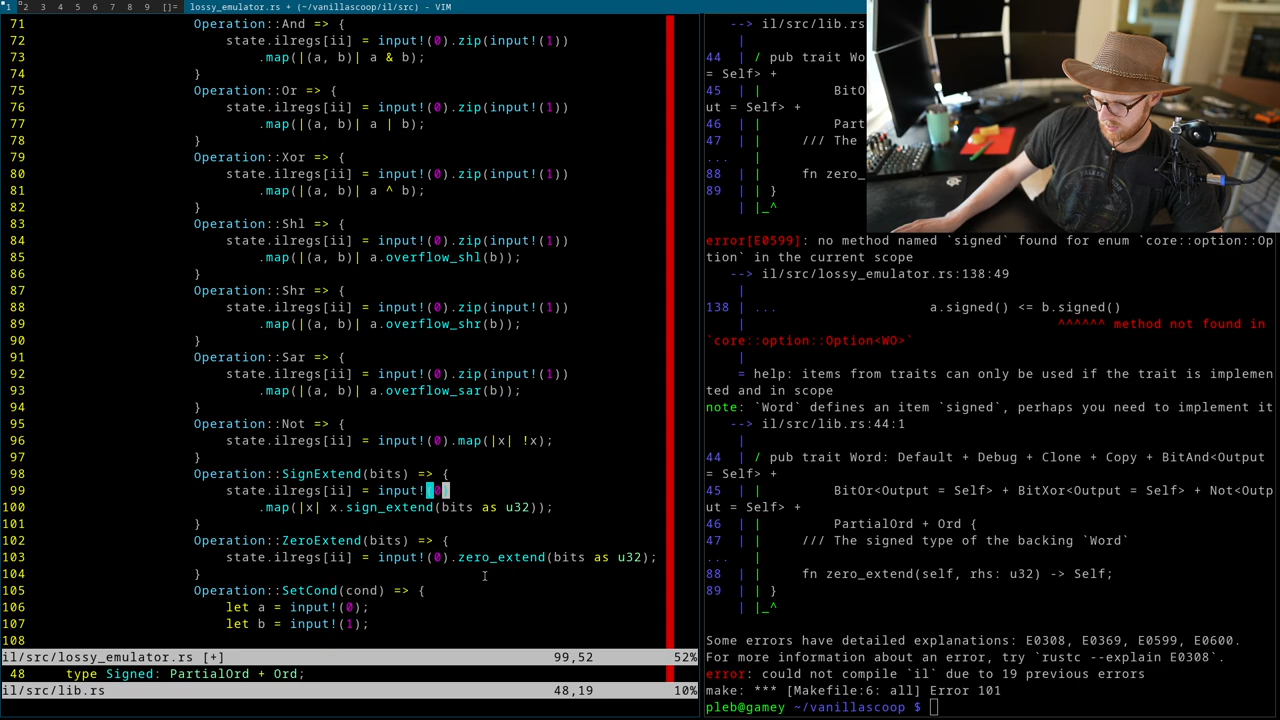 1 2 3 4 5 6 7 8 9 []= lossy_emulator.rs + (~/vanillascoop/il/src) - VIM
71 Operation::And => {
72 state.ilregs[ii] = input!(0).zip(input!(1))
73 .map(|(a, b)| a & b);
74 }
75 Operation::Or => {
76 state.ilregs[ii] = input!(0).zip(input!(1))
77 .map(|(a, b)| a | b);
78 }
79 Operation::Xor => {
80 state.ilregs[ii] = input!(0).zip(input!(1))
81 .map(|(a, b)| a ^ b);
82 }
83 Operation::Shl => {
84 state.ilregs[ii] = input!(0).zip(input!(1))
85 .map(|(a, b)| a.overflow_shl(b));
86 }
87 Operation::Shr => {
88 state.ilregs[ii] = input!(0).zip(input!(1))
89 .map(|(a, b)| a.overflow_shr(b));
90 }
91 Operation::Sar => {
92 state.ilregs[ii] = input!(0).zip(input!(1))
93 .map(|(a, b)| a.overflow_sar(b));
94 }
95 Operation::Not => {
96 state.ilregs[ii] = input!(0).map(|x| !x);
97 }
98 Operation::SignExtend(bits) => {
99 state.ilregs[ii] = input!(0)
100 .map(|x| x.sign_extend(bits as u32));
101 }
102 Operation::ZeroExtend(bits) => {
103 state.ilregs[ii] = input!(0).zero_extend(bits as u32);
104 }
105 Operation::SetCond(cond) => {
106 let a = input!(0);
107 let b = input!(1);
108
il/src/lossy_emulator.rs [+] 99,52 52%
48 type Signed: PartialOrd + Ord;
il/src/lib.rs 48,19 10%
--> il/src/lib.rs
|
44 | / pub trait Wo
= Self> +
45 | | BitO
ut = Self> +
46 | | Part
47 | | /// The
... |
88 | | fn zero_
89 | | }
| |_^
error[E0599]: no method named `signed` found for enum `core::option::Op
tion` in the current scope
--> il/src/lossy_emulator.rs:138:49
|
138 | ... a.signed() <= b.signed()
| ^^^^^^ method not found in
`core::option::Option<WO>`
|
= help: items from traits can only be used if the trait is implemen
ted and in scope
note: `Word` defines an item `signed`, perhaps you need to implement it
--> il/src/lib.rs:44:1
|
44 | / pub trait Word: Default + Debug + Clone + Copy + BitAnd<Output
= Self> +
45 | | BitOr<Output = Self> + BitXor<Output = Self> + Not<Outp
ut = Self> +
46 | | PartialOrd + Ord {
47 | | /// The signed type of the backing `Word`
... |
88 | | fn zero_extend(self, rhs: u32) -> Self;
89 | | }
| |_^
Some errors have detailed explanations: E0308, E0369, E0599, E0600.
For more information about an error, try `rustc --explain E0308`.
error: could not compile `il` due to 19 previous errors
make: *** [Makefile:6: all] Error 101
pleb@gamey ~/vanillascoop $